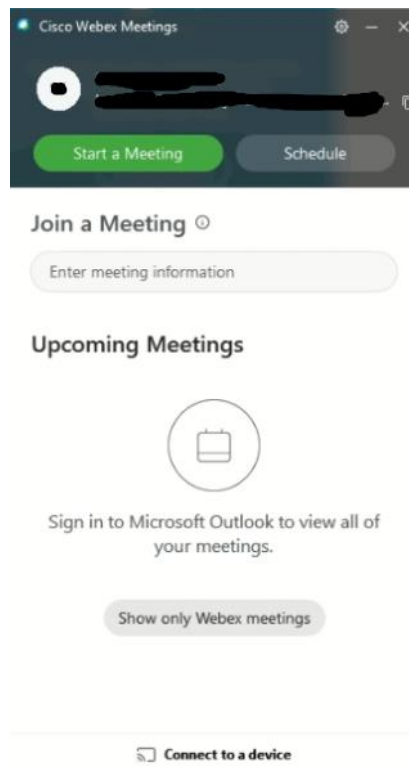 Cisco Webex Meetings
Start a Meeting
Schedule
Join a Meeting
Enter meeting information
Upcoming Meetings
Sign in to Microsoft Outlook to view all of
your meetings.
Show only Webex meetings
Connect to a device